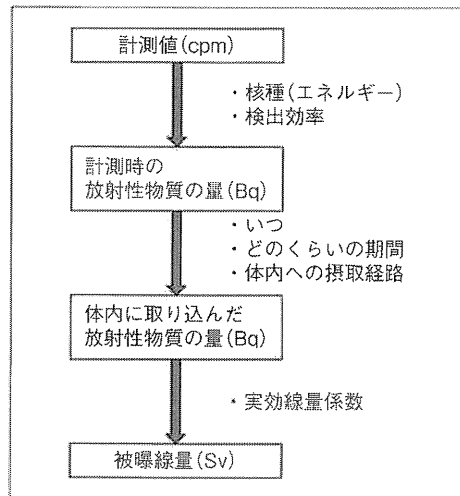 計測値(cpm)
・核種(エネルギー)
・検出効率
計測時の
放射性物質の量(Bq)
・いつ
・どのくらいの期間
・体内への摂取経路
体内に取り込んだ
放射性物質の量(Bq)
・実効線量係数
被曝線量(Sv)